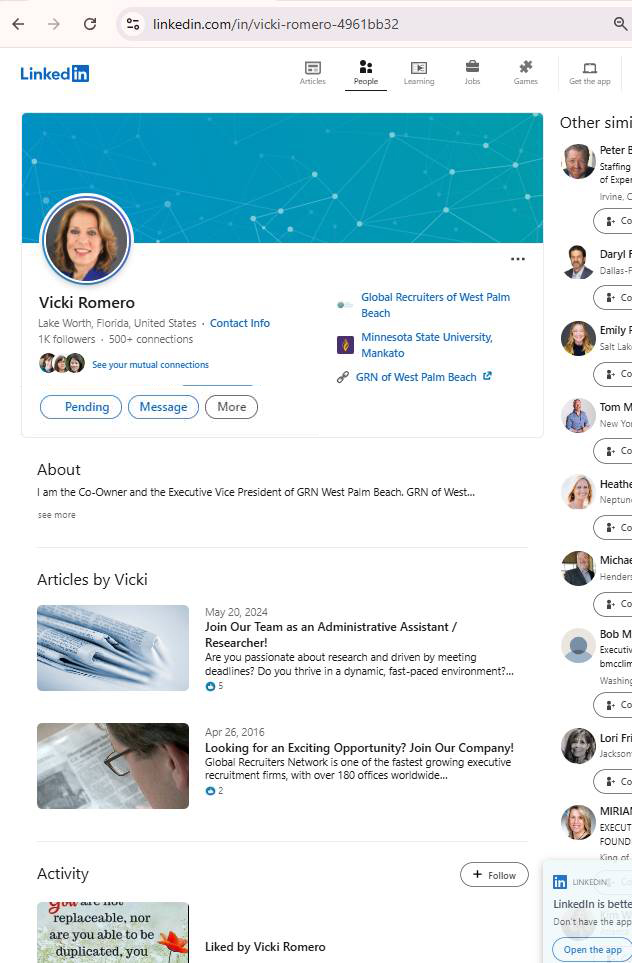 linkedin.com/in/vicki-romero-4961bb32
Linked in
Articles
People
Learning
Jobs
Games
Get the app
Vicki Romero
Lake Worth, Florida, United States · Contact Info
1K followers · 500+ connections
See your mutual connections
Global Recruiters of West Palm
Beach
Minnesota State University,
Mankato
GRN of West Palm Beach
Pending
Message
More
About
I am the Co-Owner and the Executive Vice President of GRN West Palm Beach. GRN of West...
see more
Articles by Vicki
May 20, 2024
Join Our Team as an Administrative Assistant /
Researcher!
Are you passionate about research and driven by meeting
deadlines? Do you thrive in a dynamic, fast-paced environment?...
5
Apr 26, 2016
Looking for an Exciting Opportunity? Join Our Company!
Global Recruiters Network is one of the fastest growing executive
recruitment firms, with over 180 offices worldwide...
2
Activity
+ Follow
You are not
replaceable, nor
are you able to be
duplicated, you
Liked by Vicki Romero
Other simi
Peter B
Staffing
of Exper
Irvine, C
Co
Daryl F
Dallas-F
Co
Emily F
Salt Lak
Co
Tom M
New Yor
Co
Heathe
Neptun
Co
Michae
Henders
Co
Bob M
Executiv
bmcclim
Washing
Co
Lori Fri
Jackson
Co
MIRIAN
EXECUT
FOUND
King of
in LINKEDIN
LinkedIn is bette
Don't have the app
Open the app